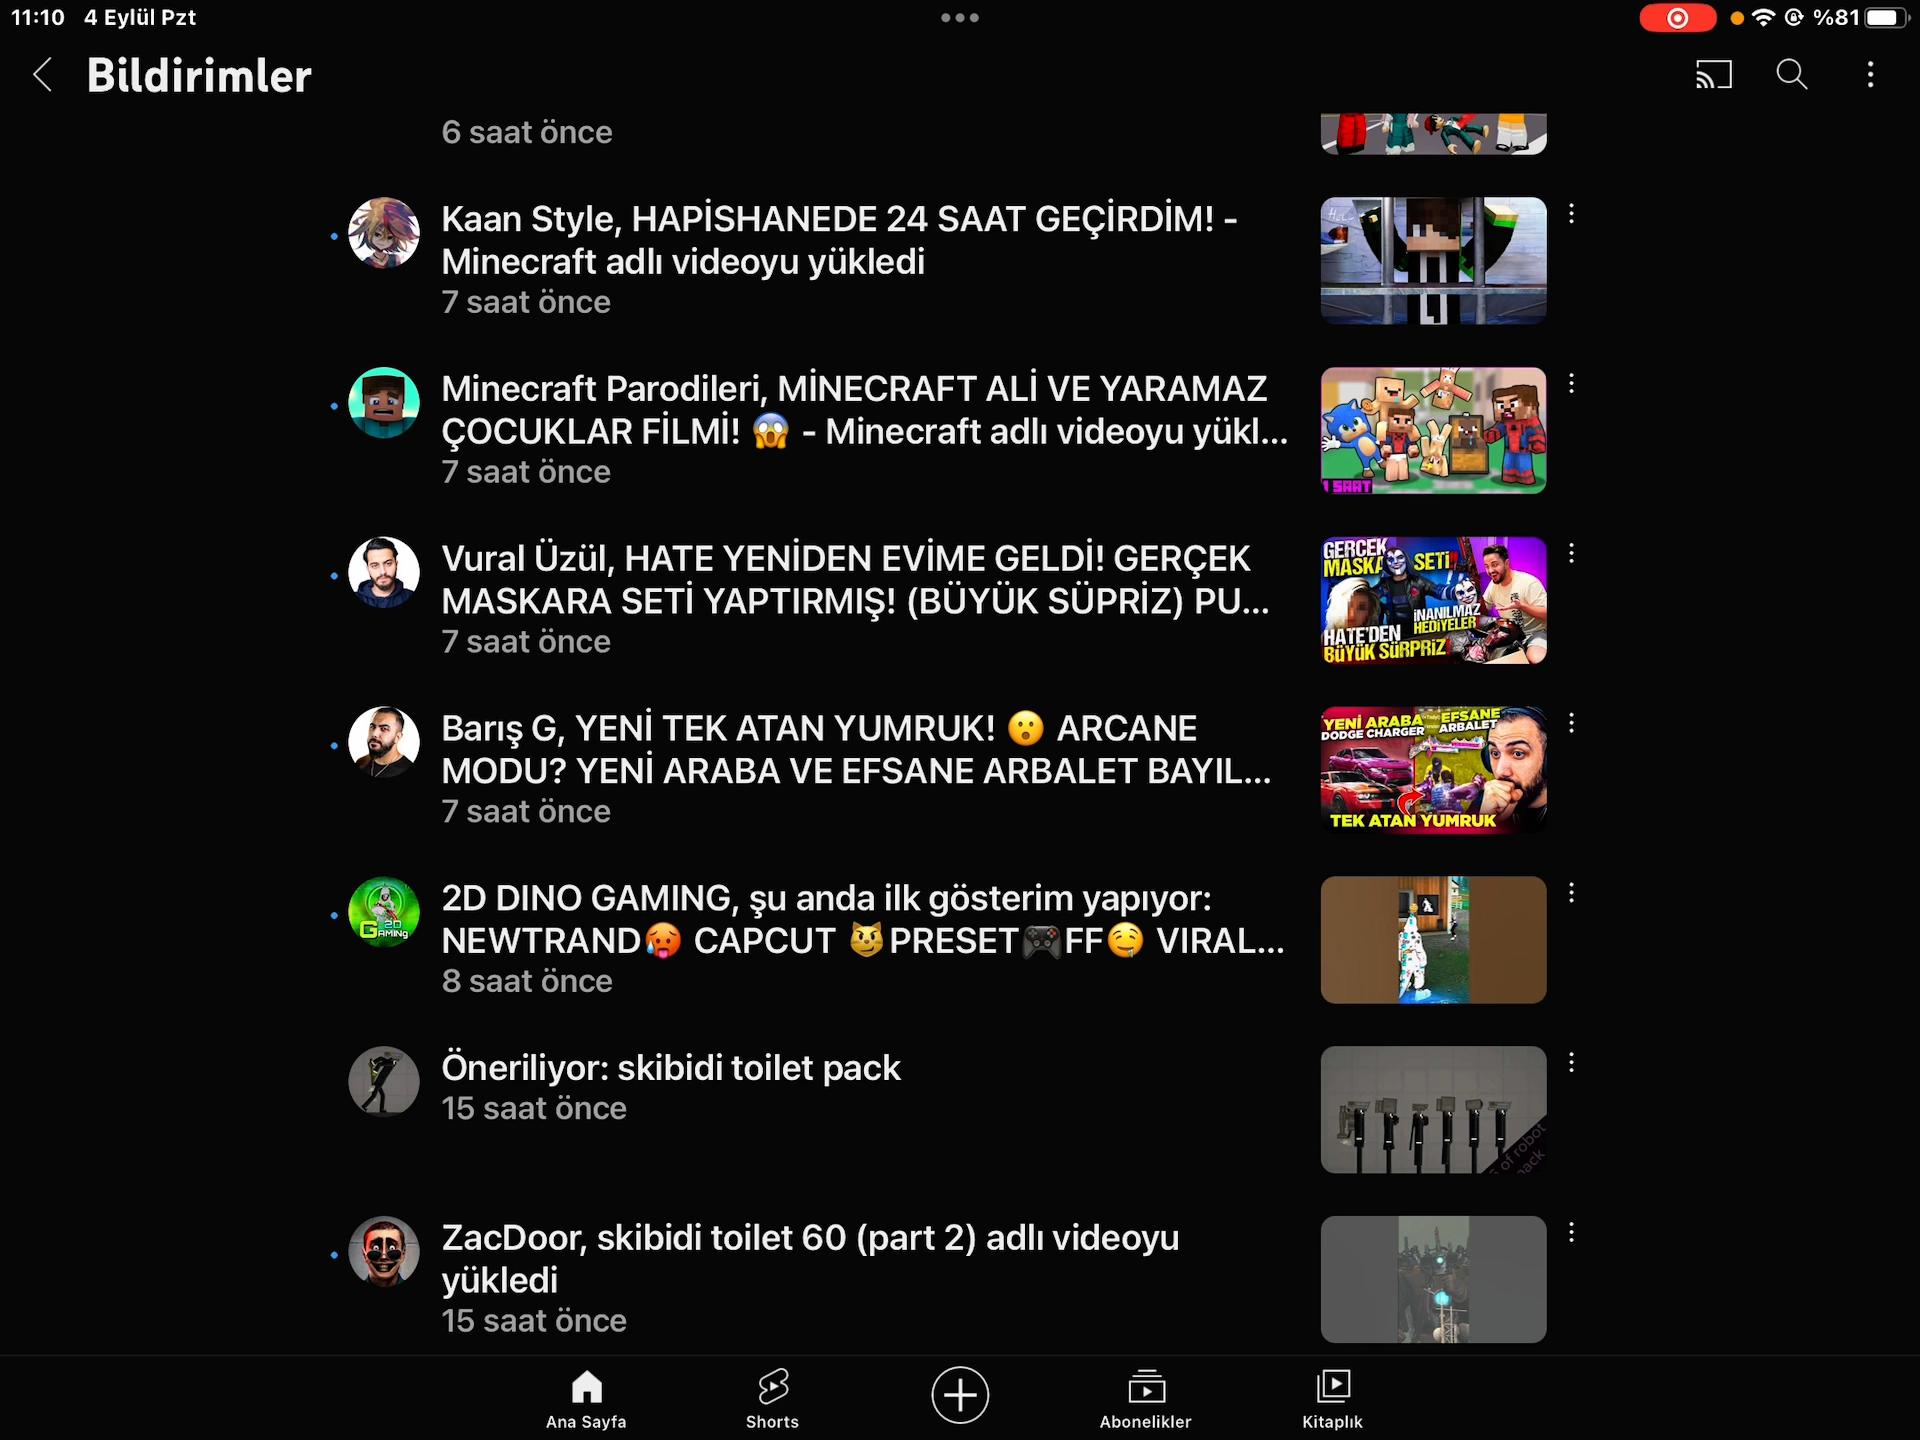 11:10 4 Eylül Pzt
%81
Bildirimler
6 saat önce
Kaan Style, HAPİSHANEDE 24 SAAT GEÇİRDİM! -
Minecraft adlı videoyu yükledi
7 saat önce
Minecraft Parodileri, MİNECRAFT ALİ VE YARAMAZ
ÇOCUKLAR FİLMİ! 😱 - Minecraft adlı videoyu yükl...
7 saat önce
1 SAAT
Vural Üzül, HATE YENİDEN EVİME GELDİ! GERÇEK
MASKARA SETİ YAPTIRMIŞ! (BÜYÜK SÜPRİZ) PU...
7 saat önce
GERÇEK
MASKA SETİ
İNANILMAZ
HEDİYELER
HATE'DEN
BÜYÜK SÜRPRİZ
Barış G, YENİ TEK ATAN YUMRUK! 😮 ARCANE
MODU? YENİ ARABA VE EFSANE ARBALET BAYIL...
7 saat önce
YENİ ARABA
DODGE CHARGER
EFSANE
ARBALET
TEK ATAN YUMRUK
2D DINO GAMING, şu anda ilk gösterim yapıyor:
NEWTRAND🥵 CAPCUT 😼PRESET🎮FF🤤 VIRAL...
8 saat önce
2D
GAMING
Öneriliyor: skibidi toilet pack
15 saat önce
of robot
pack
ZacDoor, skibidi toilet 60 (part 2) adlı videoyu
yükledi
15 saat önce
Ana Sayfa
Shorts
Abonelikler
Kitaplık